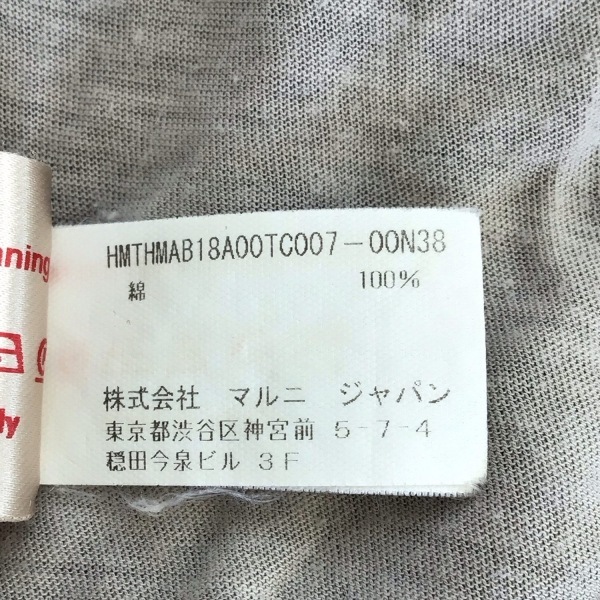 HMTHMAB18A00TC007-00N38
綿 100%
株式会社 マルニ ジャパン
東京都渋谷区神宮前 5-7-4
穏田今泉ビル 3F